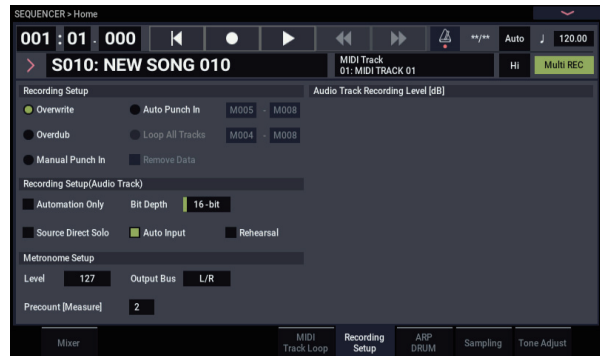 SEQUENCER > Home
001 : 01 . 000 **/** Auto ♩ 120.00
S010: NEW SONG 010 MIDI Track Hi Multi REC
01: MIDI TRACK 01
Recording Setup Audio Track Recording Level [dB]
Overwrite Auto Punch In M005 - M008
Overdub Loop All Tracks M004 - M008
Manual Punch In Remove Data
Recording Setup(Audio Track)
Automation Only Bit Depth 16-bit
Source Direct Solo Auto Input Rehearsal
Metronome Setup
Level 127 Output Bus L/R
Precount [Measure] 2
Mixer MIDI Track Loop Recording Setup ARP DRUM Sampling Tone Adjust